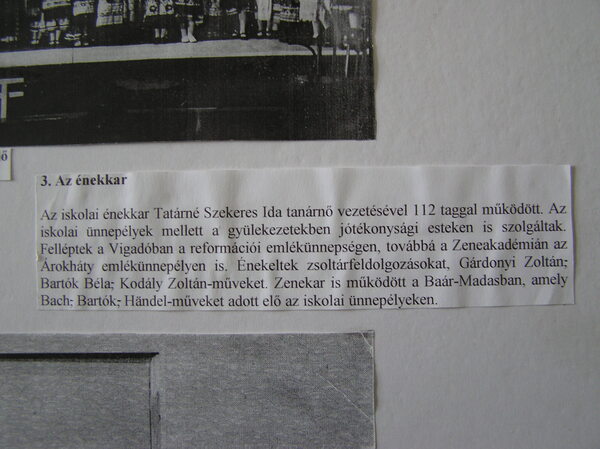 F
ő
3. Az énekkar
Az iskolai énekkar Tatárné Szekeres Ida tanárnő vezetésével 112 taggal működött. Az
iskolai ünnepélyek mellett a gyülekezetekben jótékonysági esteken is szolgáltak.
Felléptek a Vigadóban a reformációi emlékünnepségen, továbbá a Zeneakadémián az
Árokháty emlékünnepélyen is. Énekeltek zsoltárfeldolgozásokat, Gárdonyi Zoltán,
Bartók Béla, Kodály Zoltán-műveket. Zenekar is működött a Baár-Madasban, amely
Bach, Bartók, Händel-műveket adott elő az iskolai ünnepélyeken.